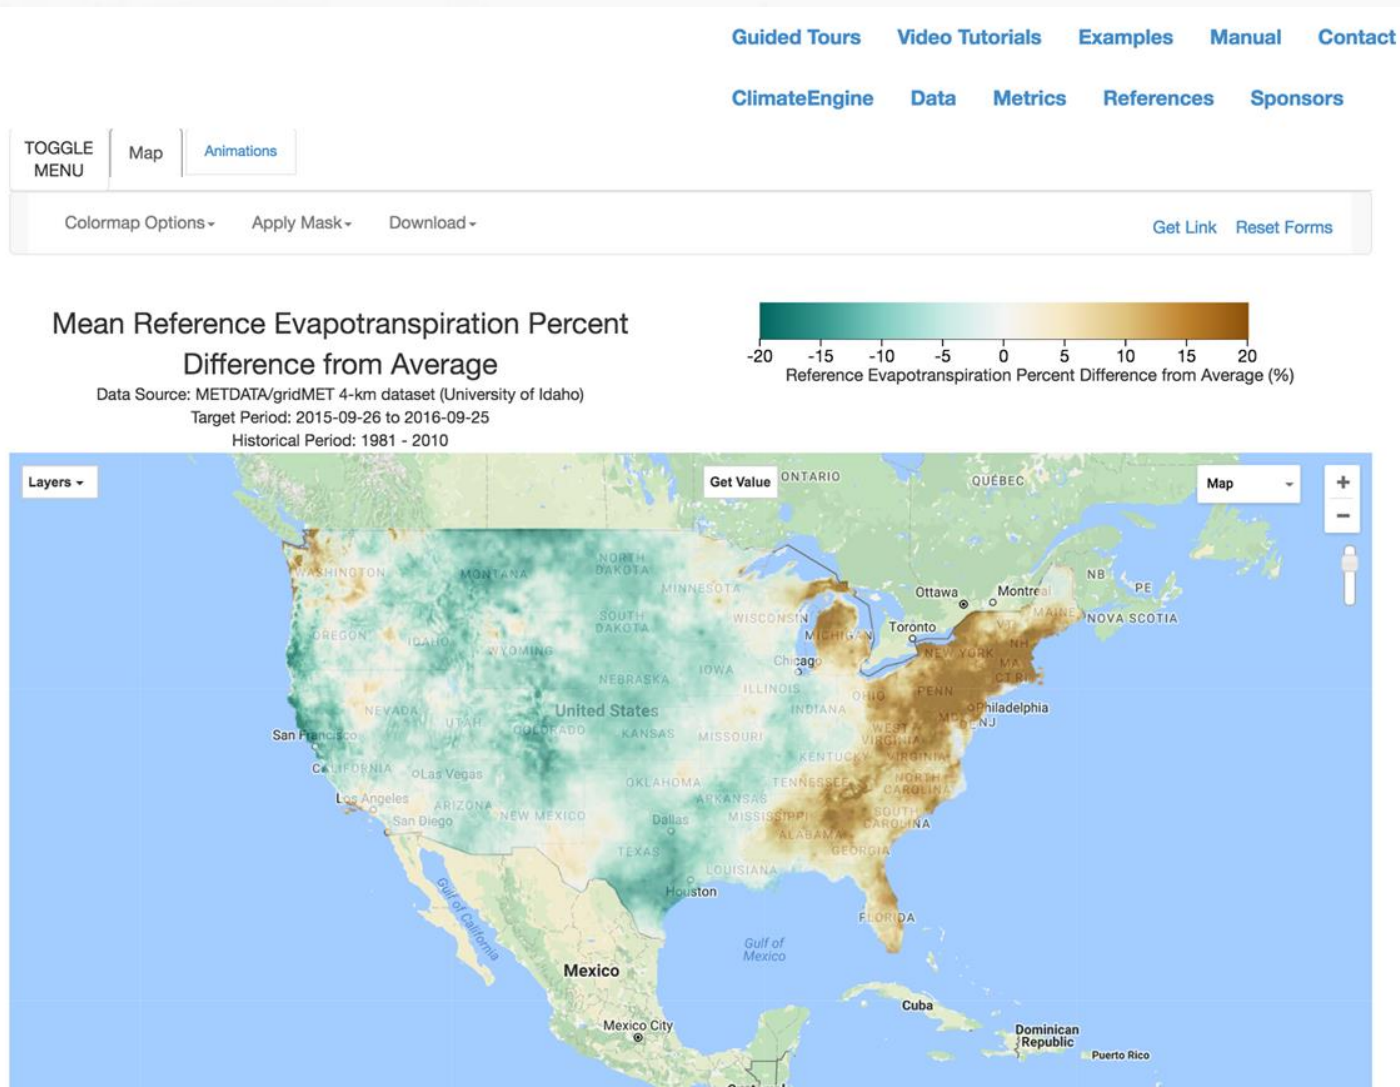 Guided Tours Video Tutorials Examples Manual Contact
ClimateEngine Data Metrics References Sponsors
TOGGLE
MENU
Map
Animations
Colormap Options
Apply Mask
Download
Get Link
Reset Forms
Mean Reference Evapotranspiration Percent
Difference from Average
Data Source: METDATA/gridMET 4-km dataset (University of Idaho)
Target Period: 2015-09-26 to 2016-09-25
Historical Period: 1981 - 2010
-20 -15 -10 -5 0 5 10 15 20
Reference Evapotranspiration Percent Difference from Average (%)
Layers
Get Value
ONTARIO
QUÉBEC
Map
+
−
NORTH
DAKOTA
WASHINGTON
MONTANA
MINNESOTA
Ottawa
Montreal
NB
PE
MAINE
NOVA SCOTIA
SOUTH
DAKOTA
WISCONSIN
MICHIGAN
Toronto
VT
NH
OREGON
IDAHO
WYOMING
NEW YORK
MA
CT RI
Chicago
IOWA
NEBRASKA
ILLINOIS
INDIANA
OHIO
PENN
Philadelphia
NJ
NEVADA
UTAH
COLORADO
United States
KANSAS
MISSOURI
WEST
VIRGINIA
VIRGINIA
San Francisco
CALIFORNIA
Las Vegas
KENTUCKY
OKLAHOMA
TENNESSEE
NORTH
CAROLINA
Los Angeles
ARIZONA
NEW MEXICO
ARKANSAS
San Diego
Dallas
MISSISSIPPI
SOUTH
CAROLINA
ALABAMA
TEXAS
GEORGIA
LOUISIANA
Houston
Gulf of California
FLORIDA
Gulf of
Mexico
Mexico
Cuba
Mexico City
Dominican
Republic
Puerto Rico